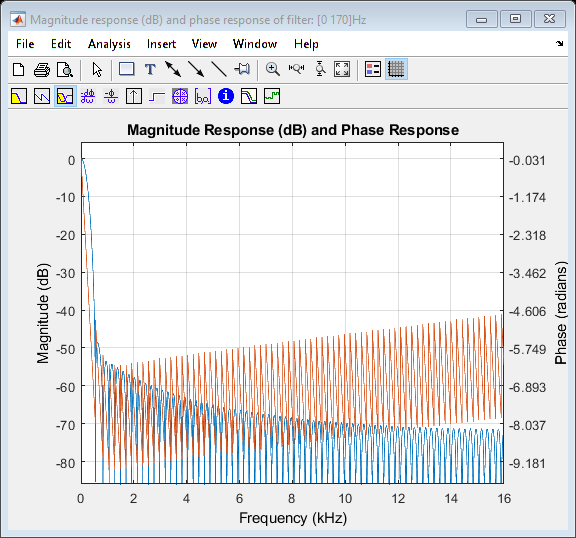 Magnitude response (dB) and phase response of filter: [0 170]Hz
File Edit Analysis Insert View Window Help
T
[b,a]
i
Magnitude Response (dB) and Phase Response
0 -0.031
-10 -1.174
-20 -2.318
-30 -3.462
-40 -4.606
-50 -5.749
-60 -6.893
-70 -8.037
-80 -9.181
Magnitude (dB)
Phase (radians)
0 2 4 6 8 10 12 14 16
Frequency (kHz)